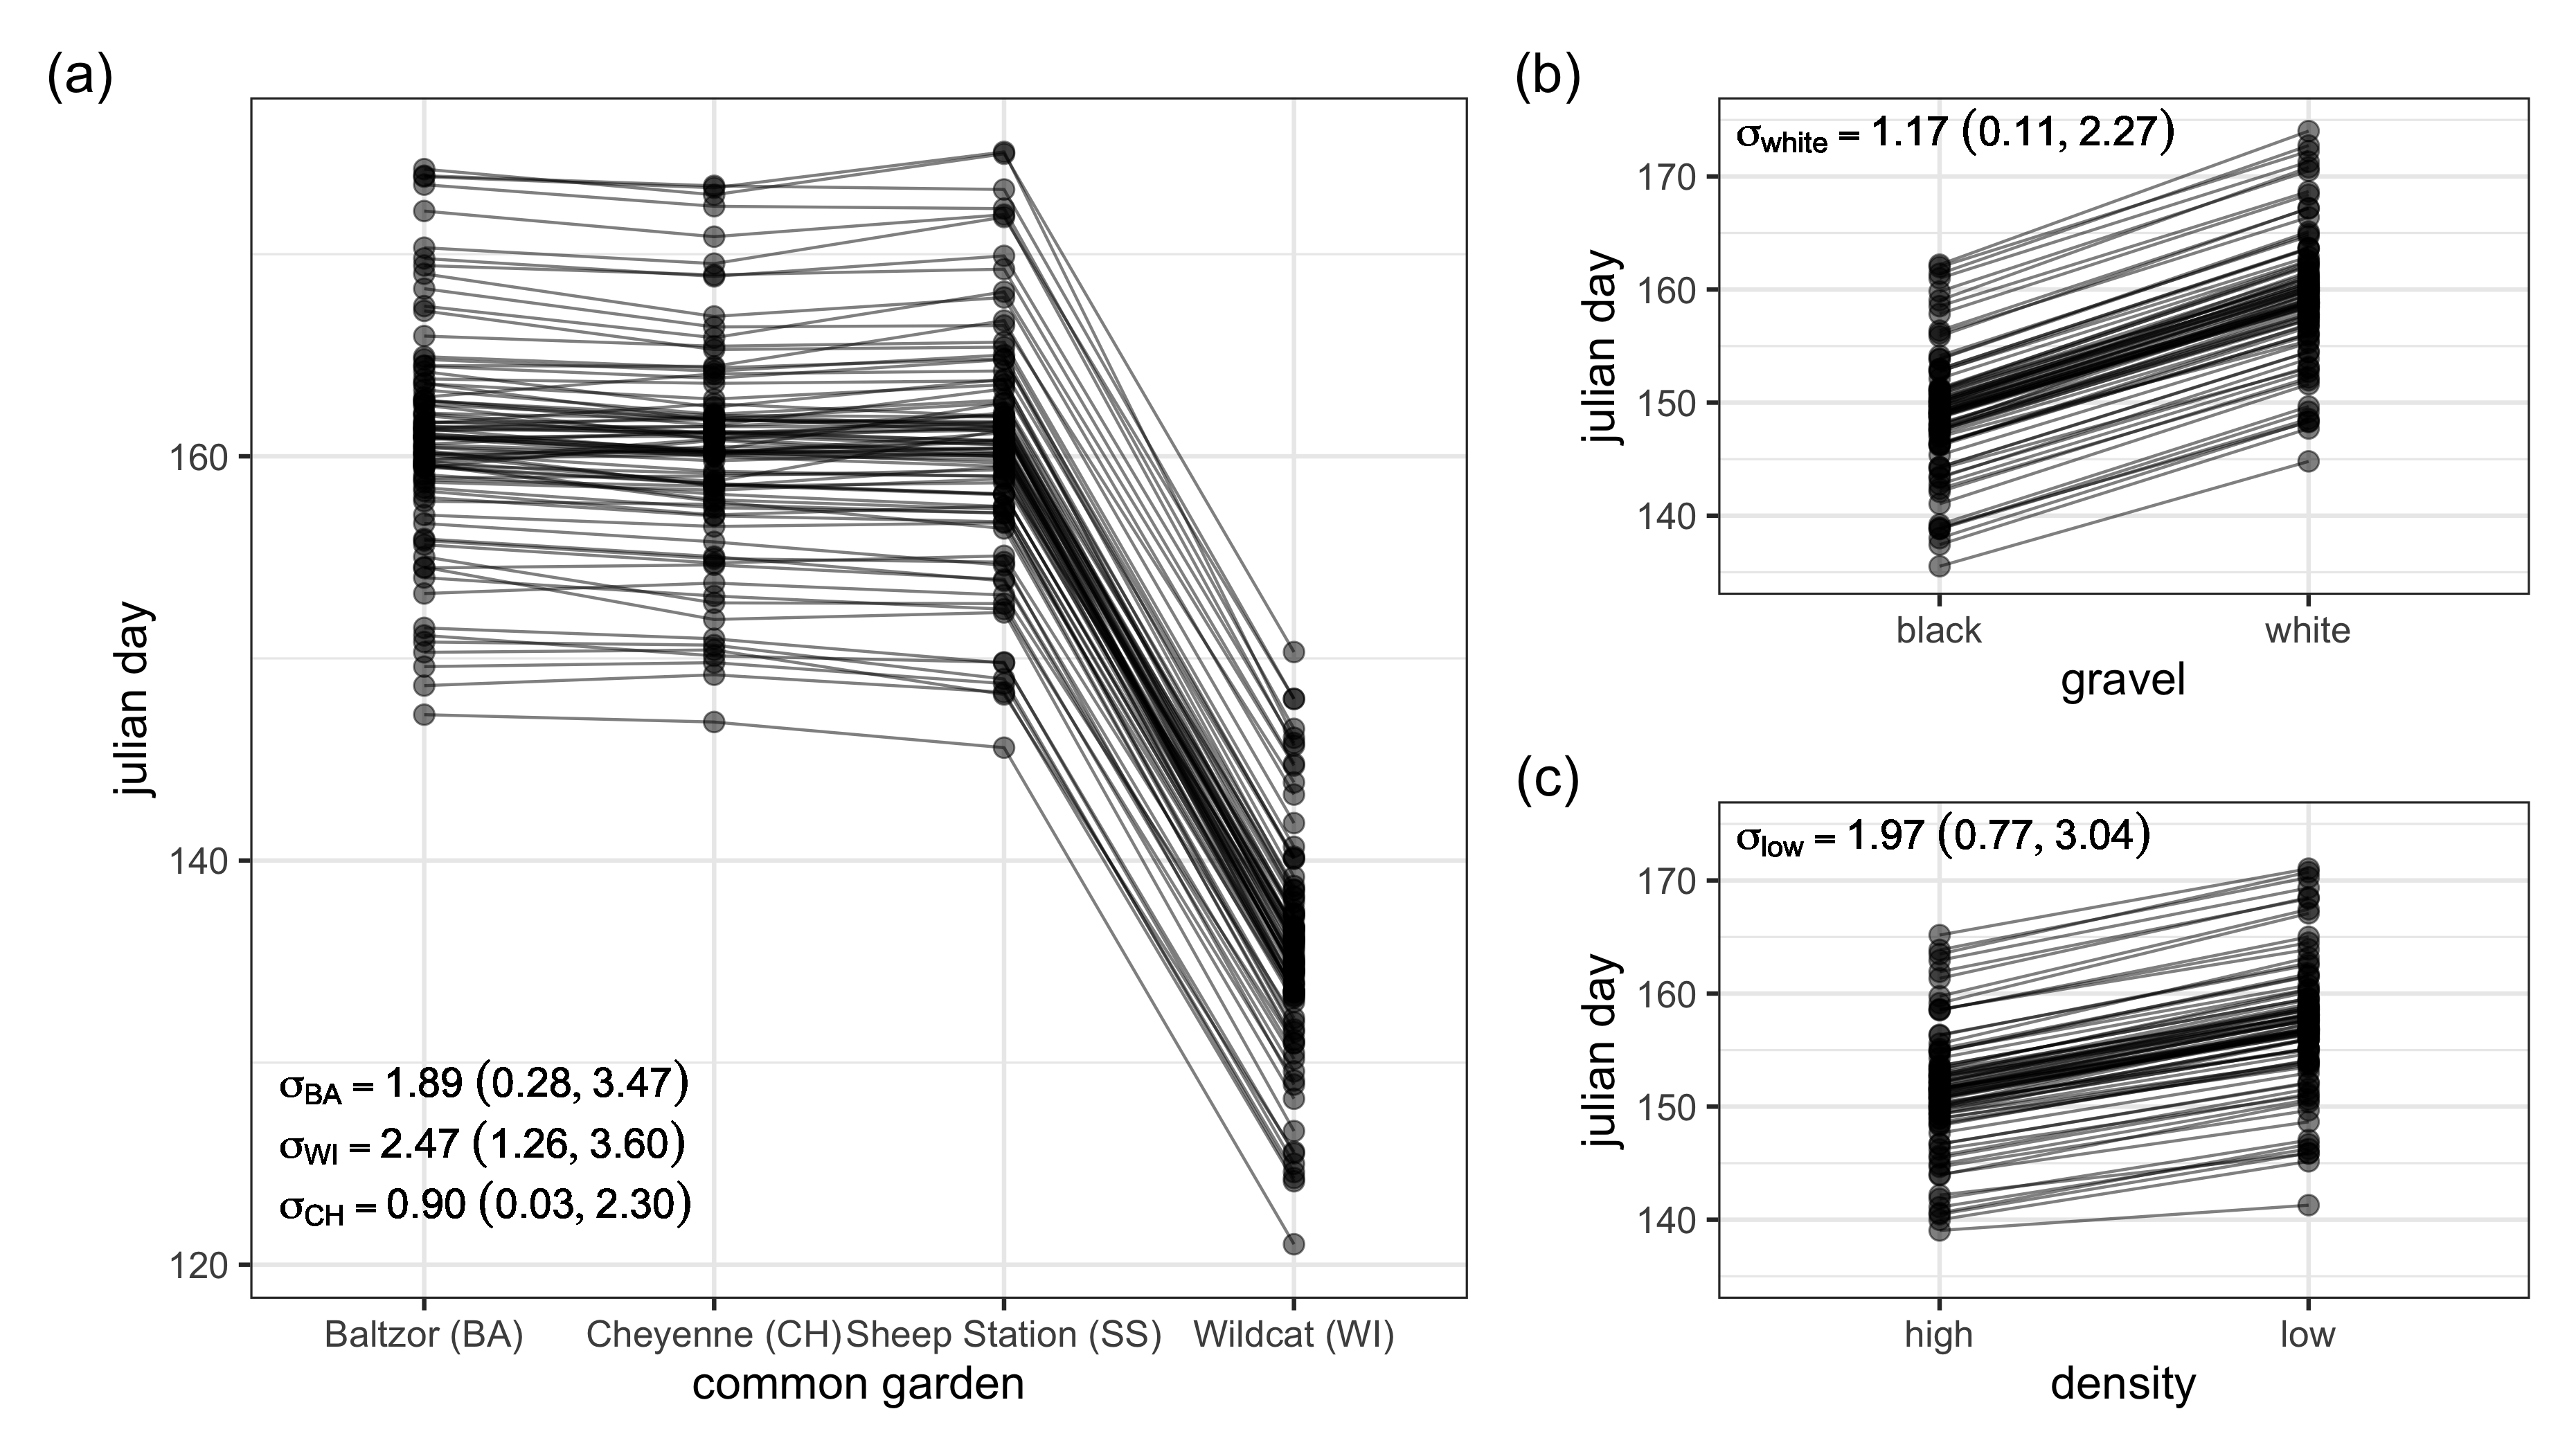 (a)
julian day
160
140
120
σBA = 1.89 (0.28, 3.47)
σWI = 2.47 (1.26, 3.60)
σCH = 0.90 (0.03, 2.30)
Baltzor (BA) Cheyenne (CH) Sheep Station (SS) Wildcat (WI)
common garden
(b)
σwhite = 1.17 (0.11, 2.27)
julian day
170
160
150
140
black white
gravel
(c)
σlow = 1.97 (0.77, 3.04)
julian day
170
160
150
140
high low
density